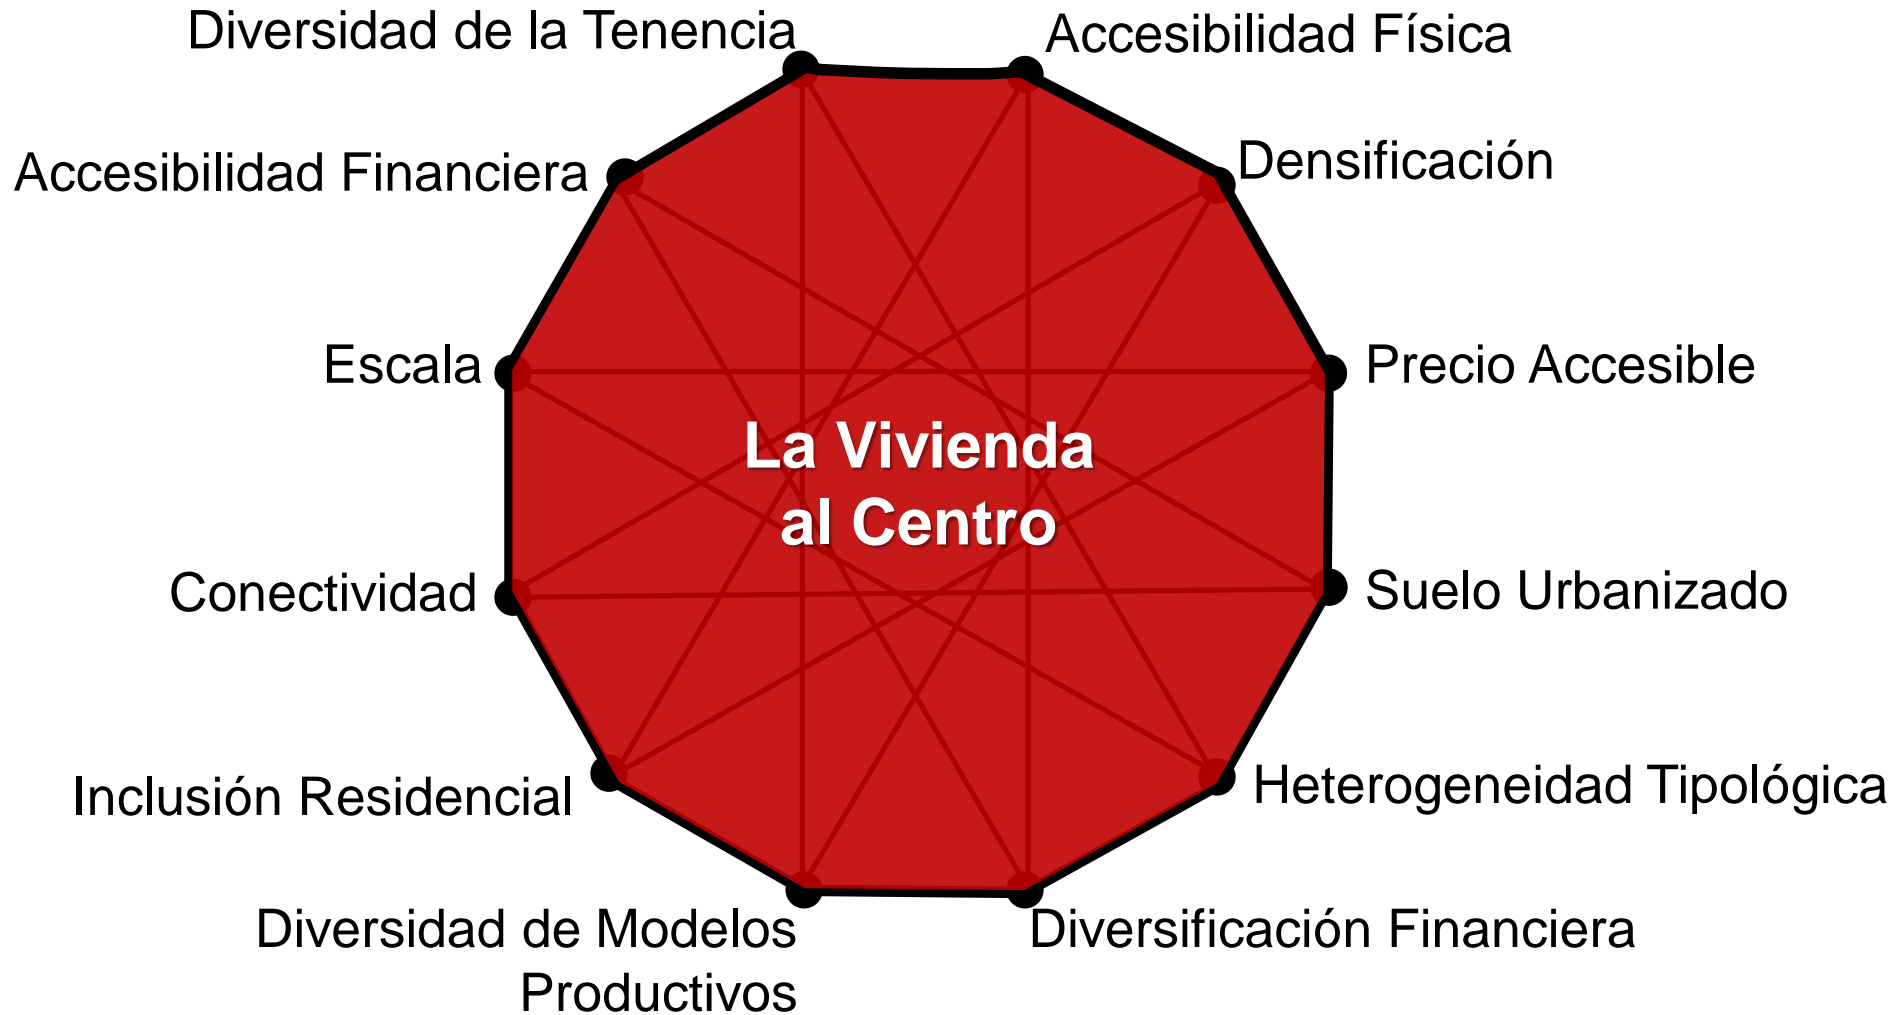 Diversidad de la Tenencia
Accesibilidad Física
Accesibilidad Financiera
Densificación
Escala
Precio Accesible
La Vivienda
al Centro
Conectividad
Suelo Urbanizado
Inclusión Residencial
Heterogeneidad Tipológica
Diversidad de Modelos
Productivos
Diversificación Financiera